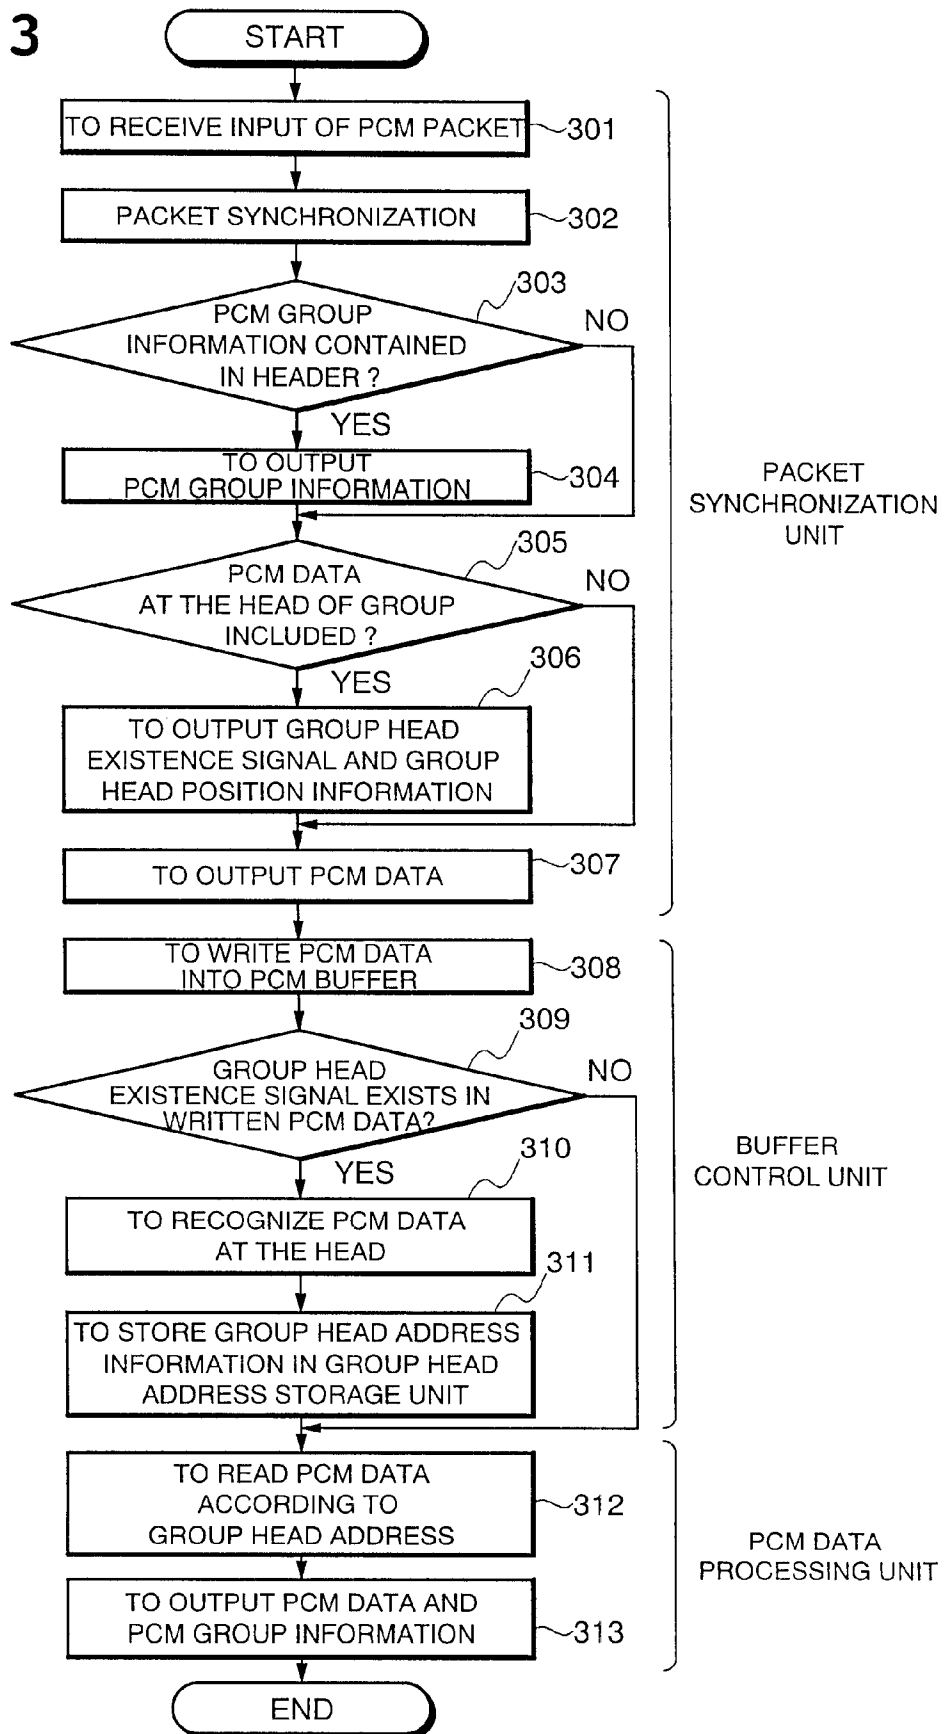 3
START
TO RECEIVE INPUT OF PCM PACKET
301
PACKET SYNCHRONIZATION
302
303
PCM GROUP
INFORMATION CONTAINED
IN HEADER ?
NO
YES
TO OUTPUT
PCM GROUP INFORMATION
304
PACKET
SYNCHRONIZATION
UNIT
305
PCM DATA
AT THE HEAD OF GROUP
INCLUDED ?
NO
YES
306
TO OUTPUT GROUP HEAD
EXISTENCE SIGNAL AND GROUP
HEAD POSITION INFORMATION
TO OUTPUT PCM DATA
307
TO WRITE PCM DATA
INTO PCM BUFFER
308
309
GROUP HEAD
EXISTENCE SIGNAL EXISTS IN
WRITTEN PCM DATA?
NO
YES
BUFFER
CONTROL UNIT
310
TO RECOGNIZE PCM DATA
AT THE HEAD
311
TO STORE GROUP HEAD ADDRESS
INFORMATION IN GROUP HEAD
ADDRESS STORAGE UNIT
TO READ PCM DATA
ACCORDING TO
GROUP HEAD ADDRESS
312
PCM DATA
PROCESSING UNIT
TO OUTPUT PCM DATA AND
PCM GROUP INFORMATION
313
END